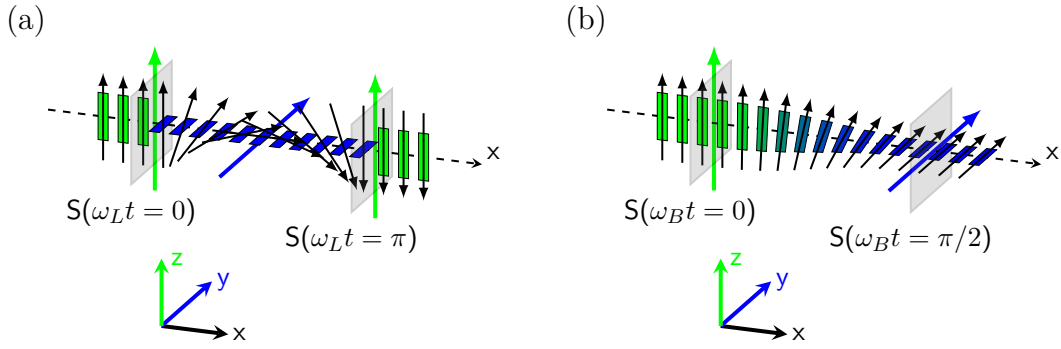 (a)
(b)
x
x
S(ω_L t = 0)
S(ω_L t = π)
S(ω_B t = 0)
S(ω_B t = π/2)
z
y
x
z
y
x